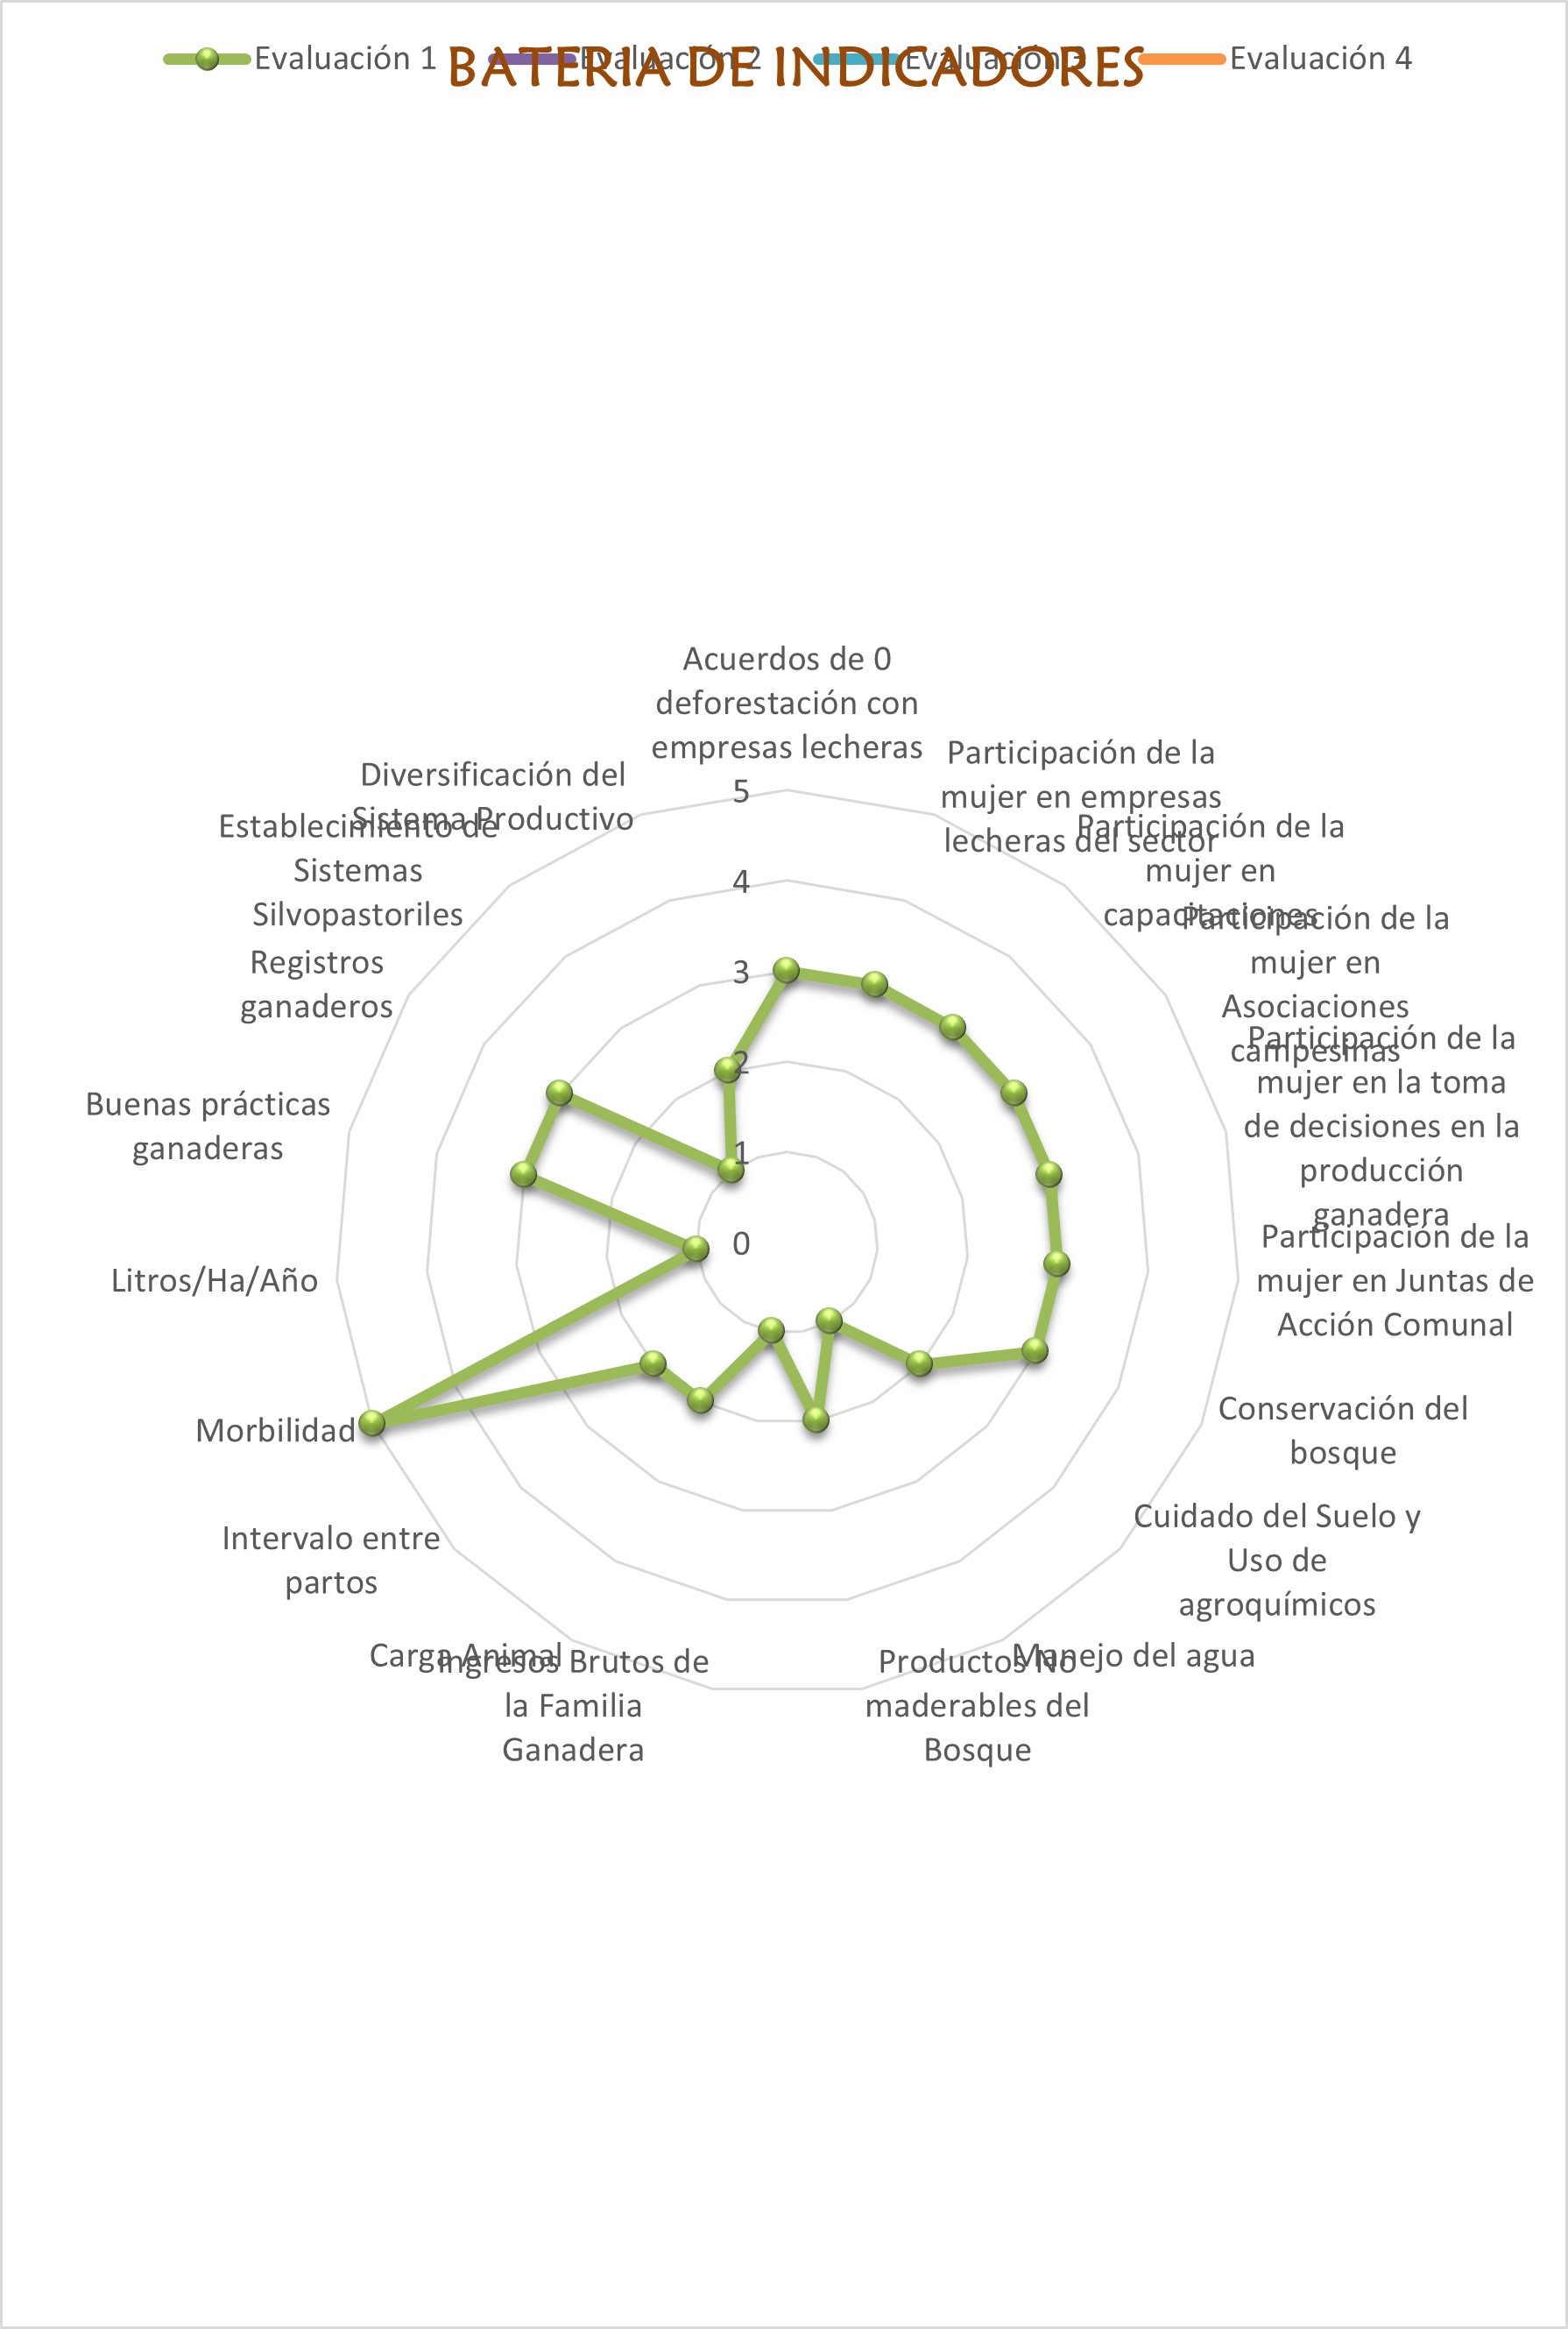 BATERIA DE INDICADORES
Evaluación 1
Evaluación 2
Evaluación 3
Evaluación 4
Acuerdos de 0
deforestación con
empresas lecheras
Participación de la
mujer en empresas
lecheras del sector
Participación de la
mujer en
capacitaciones
Participación de la
mujer en
Asociaciones
campesinas
Participación de la
mujer en la toma
de decisiones en la
producción
ganadera
Participación de la
mujer en Juntas de
Acción Comunal
Conservación del
bosque
Cuidado del Suelo y
Uso de
agroquímicos
Manejo del agua
Productos No
maderables del
Bosque
Ingresos Brutos de
la Familia
Ganadera
Carga Animal
Intervalo entre
partos
Morbilidad
Litros/Ha/Año
Buenas prácticas
ganaderas
Registros
ganaderos
Establecimiento de
Sistemas
Silvopastoriles
Diversificación del
Sistema Productivo
5
4
3
2
1
0